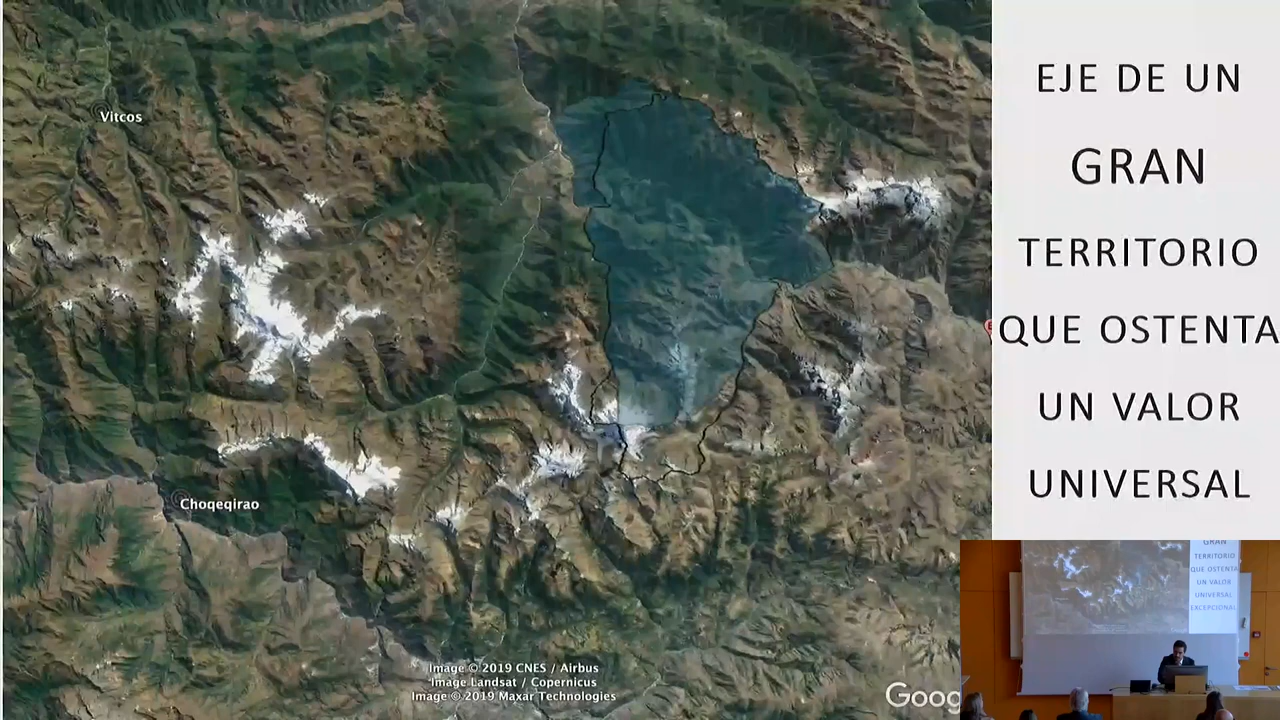 Vitcos
Choqeqirao
Image © 2019 CNES / Airbus
Image Landsat / Copernicus
Image © 2019 Maxar Technologies
Goog
EJE DE UN
GRAN
TERRITORIO
QUE OSTENTA
UN VALOR
UNIVERSAL
GRAN
TERRITORIO
QUE OSTENTA
UN VALOR
UNIVERSAL
EXCEPCIONAL